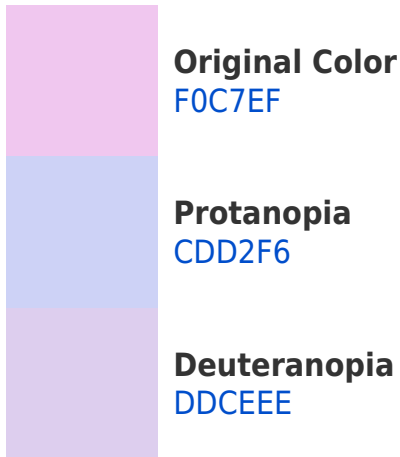 Original Color
F0C7EF
Protanopia
CDD2F6
Deuteranopia
DDCEEE